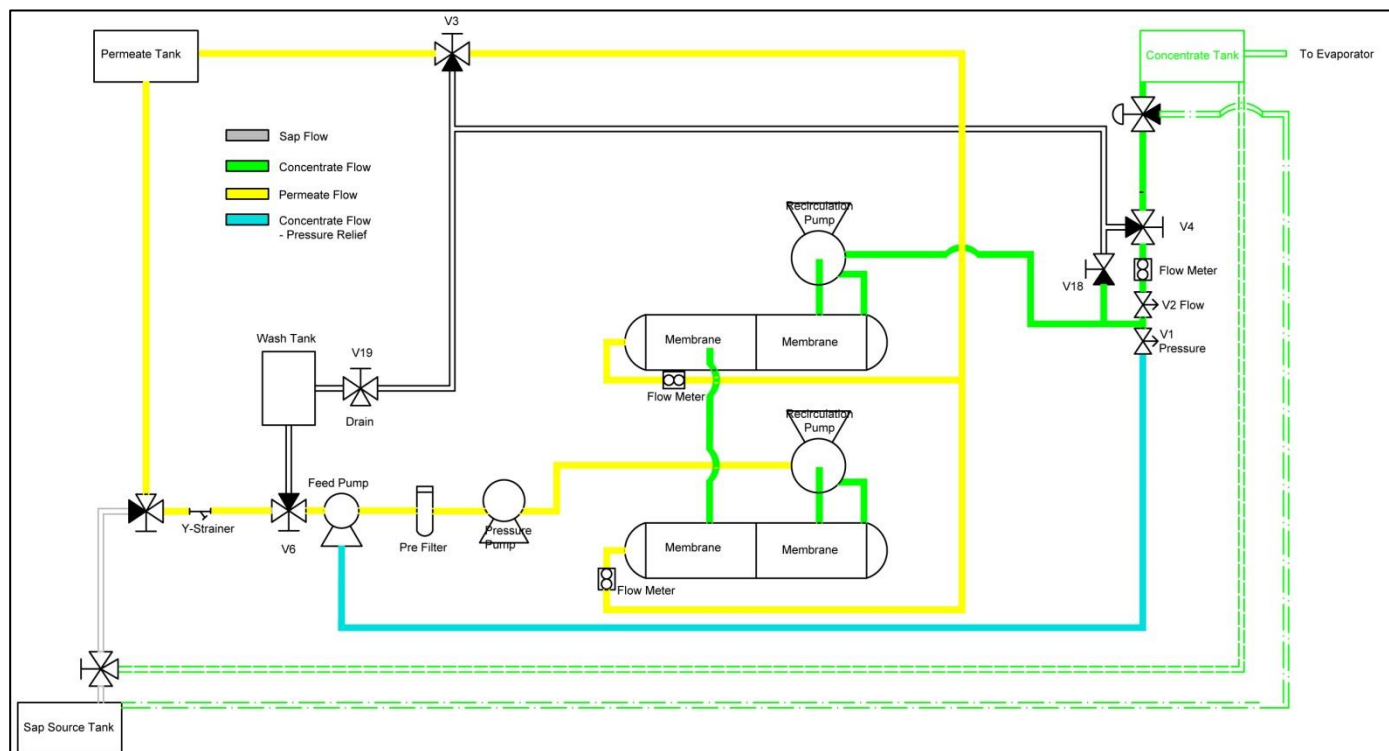 V3
Permeate Tank
Concentrate Tank
To Evaporator
Sap Flow
Concentrate Flow
Permeate Flow
Concentrate Flow
- Pressure Relief
Recirculation
Pump
V4
Flow Meter
V18
V2 Flow
V1
Pressure
Wash Tank
V19
Drain
Membrane
Membrane
Flow Meter
Recirculation
Pump
Feed Pump
Y-Strainer
V6
Pre Filter
Pressure
Pump
Membrane
Membrane
Flow Meter
Sap Source Tank